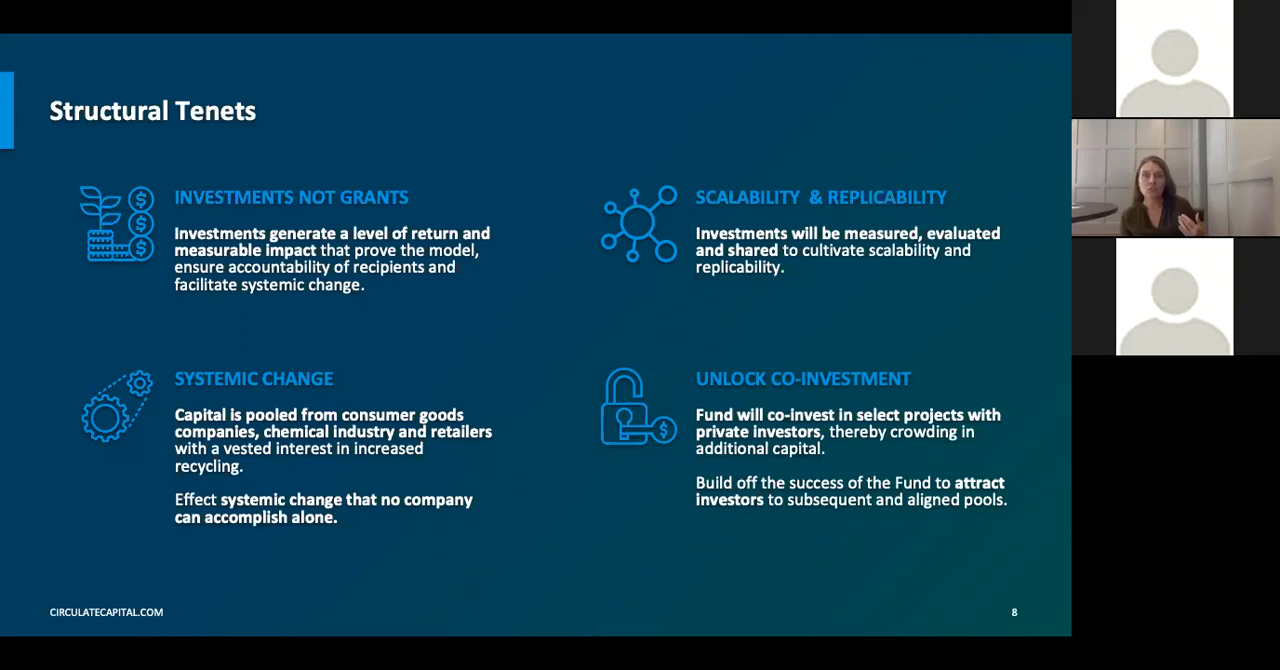 Structural Tenets
INVESTMENTS NOT GRANTS
Investments generate a level of return and
measurable impact that prove the model,
ensure accountability of recipients and
facilitate systemic change.
SCALABILITY & REPLICABILITY
Investments will be measured, evaluated
and shared to cultivate scalability and
replicability.
SYSTEMIC CHANGE
Capital is pooled from consumer goods
companies, chemical industry and retailers
with a vested interest in increased
recycling.
Effect systemic change that no company
can accomplish alone.
UNLOCK CO-INVESTMENT
Fund will co-invest in select projects with
private investors, thereby crowding in
additional capital.
Build off the success of the Fund to attract
investors to subsequent and aligned pools.
CIRCULATECAPITAL.COM
8